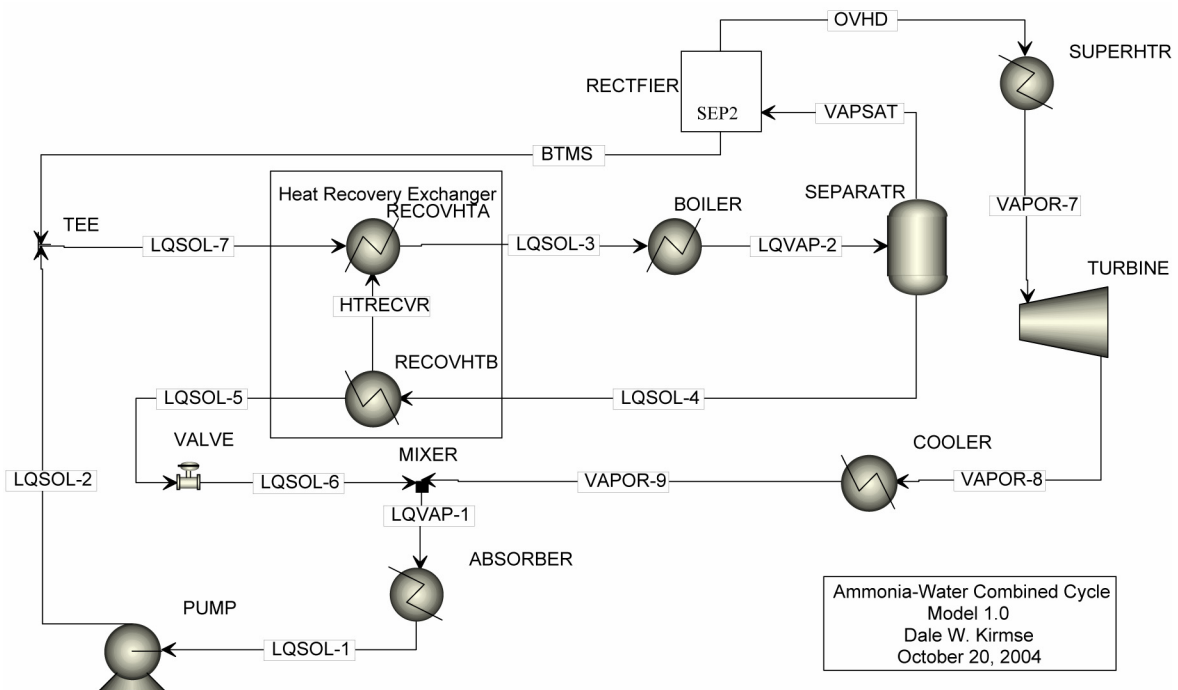 OVHD
SUPERHTR
RECTFIER
SEP2
VAPSAT
BTMS
Heat Recovery Exchanger
RECOVHTA
SEPARATR
BOILER
VAPOR-7
TEE
LQSOL-7
LQSOL-3
LQVAP-2
TURBINE
HTRECVR
RECOVHTB
LQSOL-5
LQSOL-4
VALVE
MIXER
COOLER
LQSOL-2
LQSOL-6
VAPOR-9
VAPOR-8
LQVAP-1
ABSORBER
PUMP
LQSOL-1
Ammonia-Water Combined Cycle
Model 1.0
Dale W. Kirmse
October 20, 2004